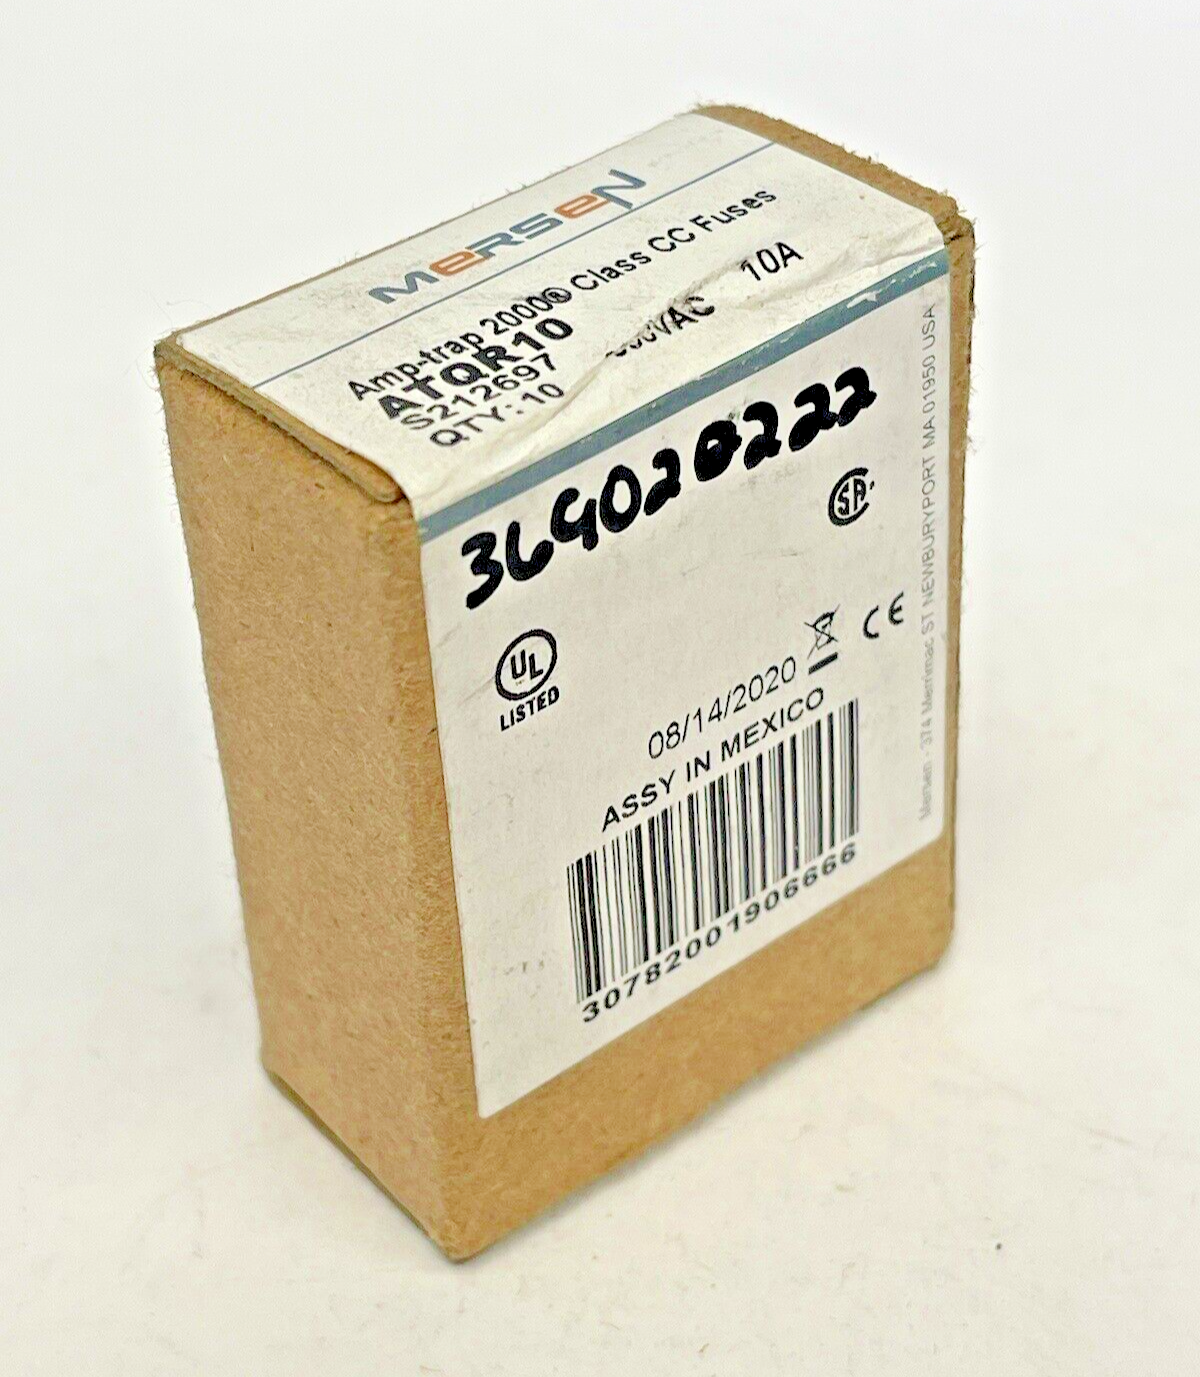 MERSEN
Amp-trap 2000® Class CC Fuses
ATQR10
S212697 10A
QTY: 10
UL
LISTED
SA
CE
08/14/2020
ASSY IN MEXICO
30782001906666
Mersen - 374 Merrimac ST NEWBURYPORT MA 01950 USA